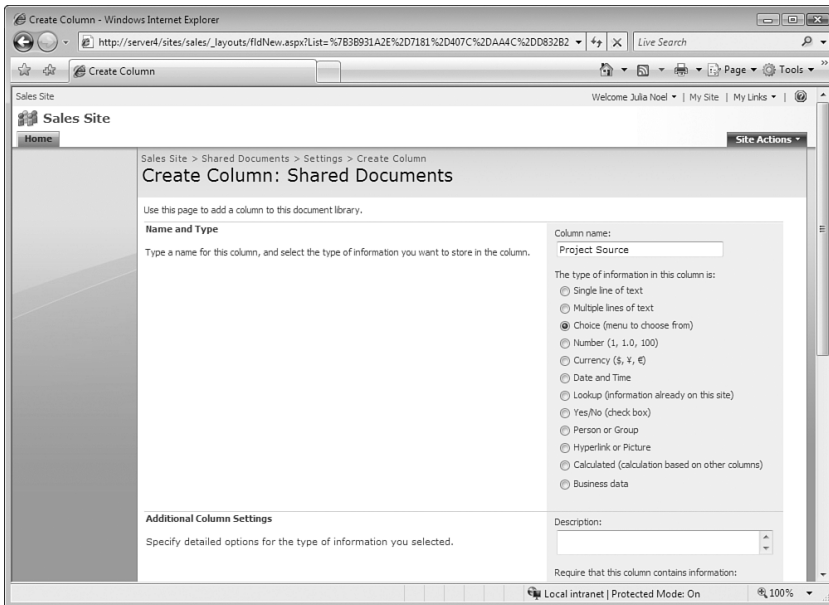 Create Column - Windows Internet Explorer
http://server4/sites/sales/_layouts/fldNew.aspx?List=%7B3B931A2E%2D7181%2D407C%2DAA4C%2DD832B2
Live Search
Create Column
Page
Tools
Sales Site
Welcome Julia Noel | My Site | My Links |
Sales Site
Home
Site Actions
Sales Site > Shared Documents > Settings > Create Column
Create Column: Shared Documents
Use this page to add a column to this document library.
Name and Type
Type a name for this column, and select the type of information you want to store in the column.
Column name:
Project Source
The type of information in this column is:
Single line of text
Multiple lines of text
Choice (menu to choose from)
Number (1, 1.0, 100)
Currency ($, ¥, €)
Date and Time
Lookup (information already on this site)
Yes/No (check box)
Person or Group
Hyperlink or Picture
Calculated (calculation based on other columns)
Business data
Additional Column Settings
Specify detailed options for the type of information you selected.
Description:
Require that this column contains information:
Local intranet | Protected Mode: On
100%